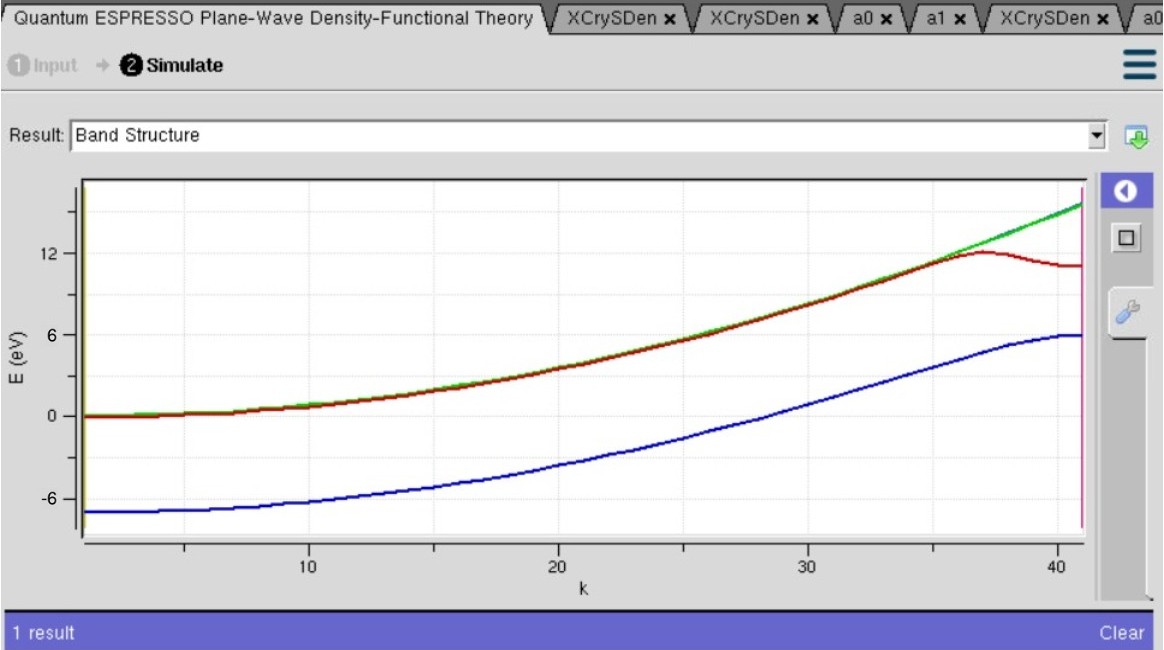 Quantum ESPRESSO Plane-Wave Density-Functional Theory XCrySDen × XCrySDen × a0 × a1 × XCrySDen × a0
1 Input → 2 Simulate
Result: Band Structure
12
6
0
-6
E (eV)
10 20 30 40
k
1 result Clear